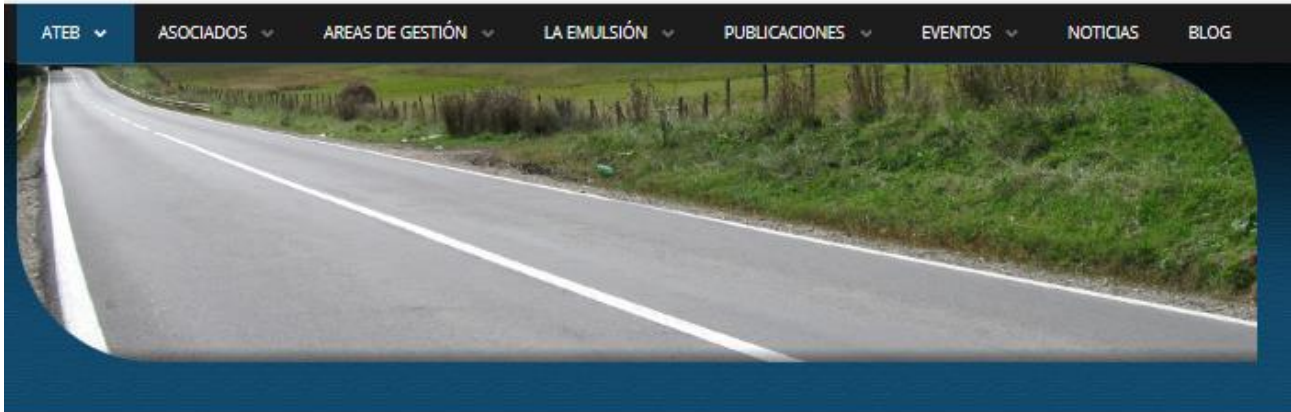 ATEB ASOCIADOS AREAS DE GESTIÓN LA EMULSIÓN PUBLICACIONES EVENTOS NOTICIAS BLOG